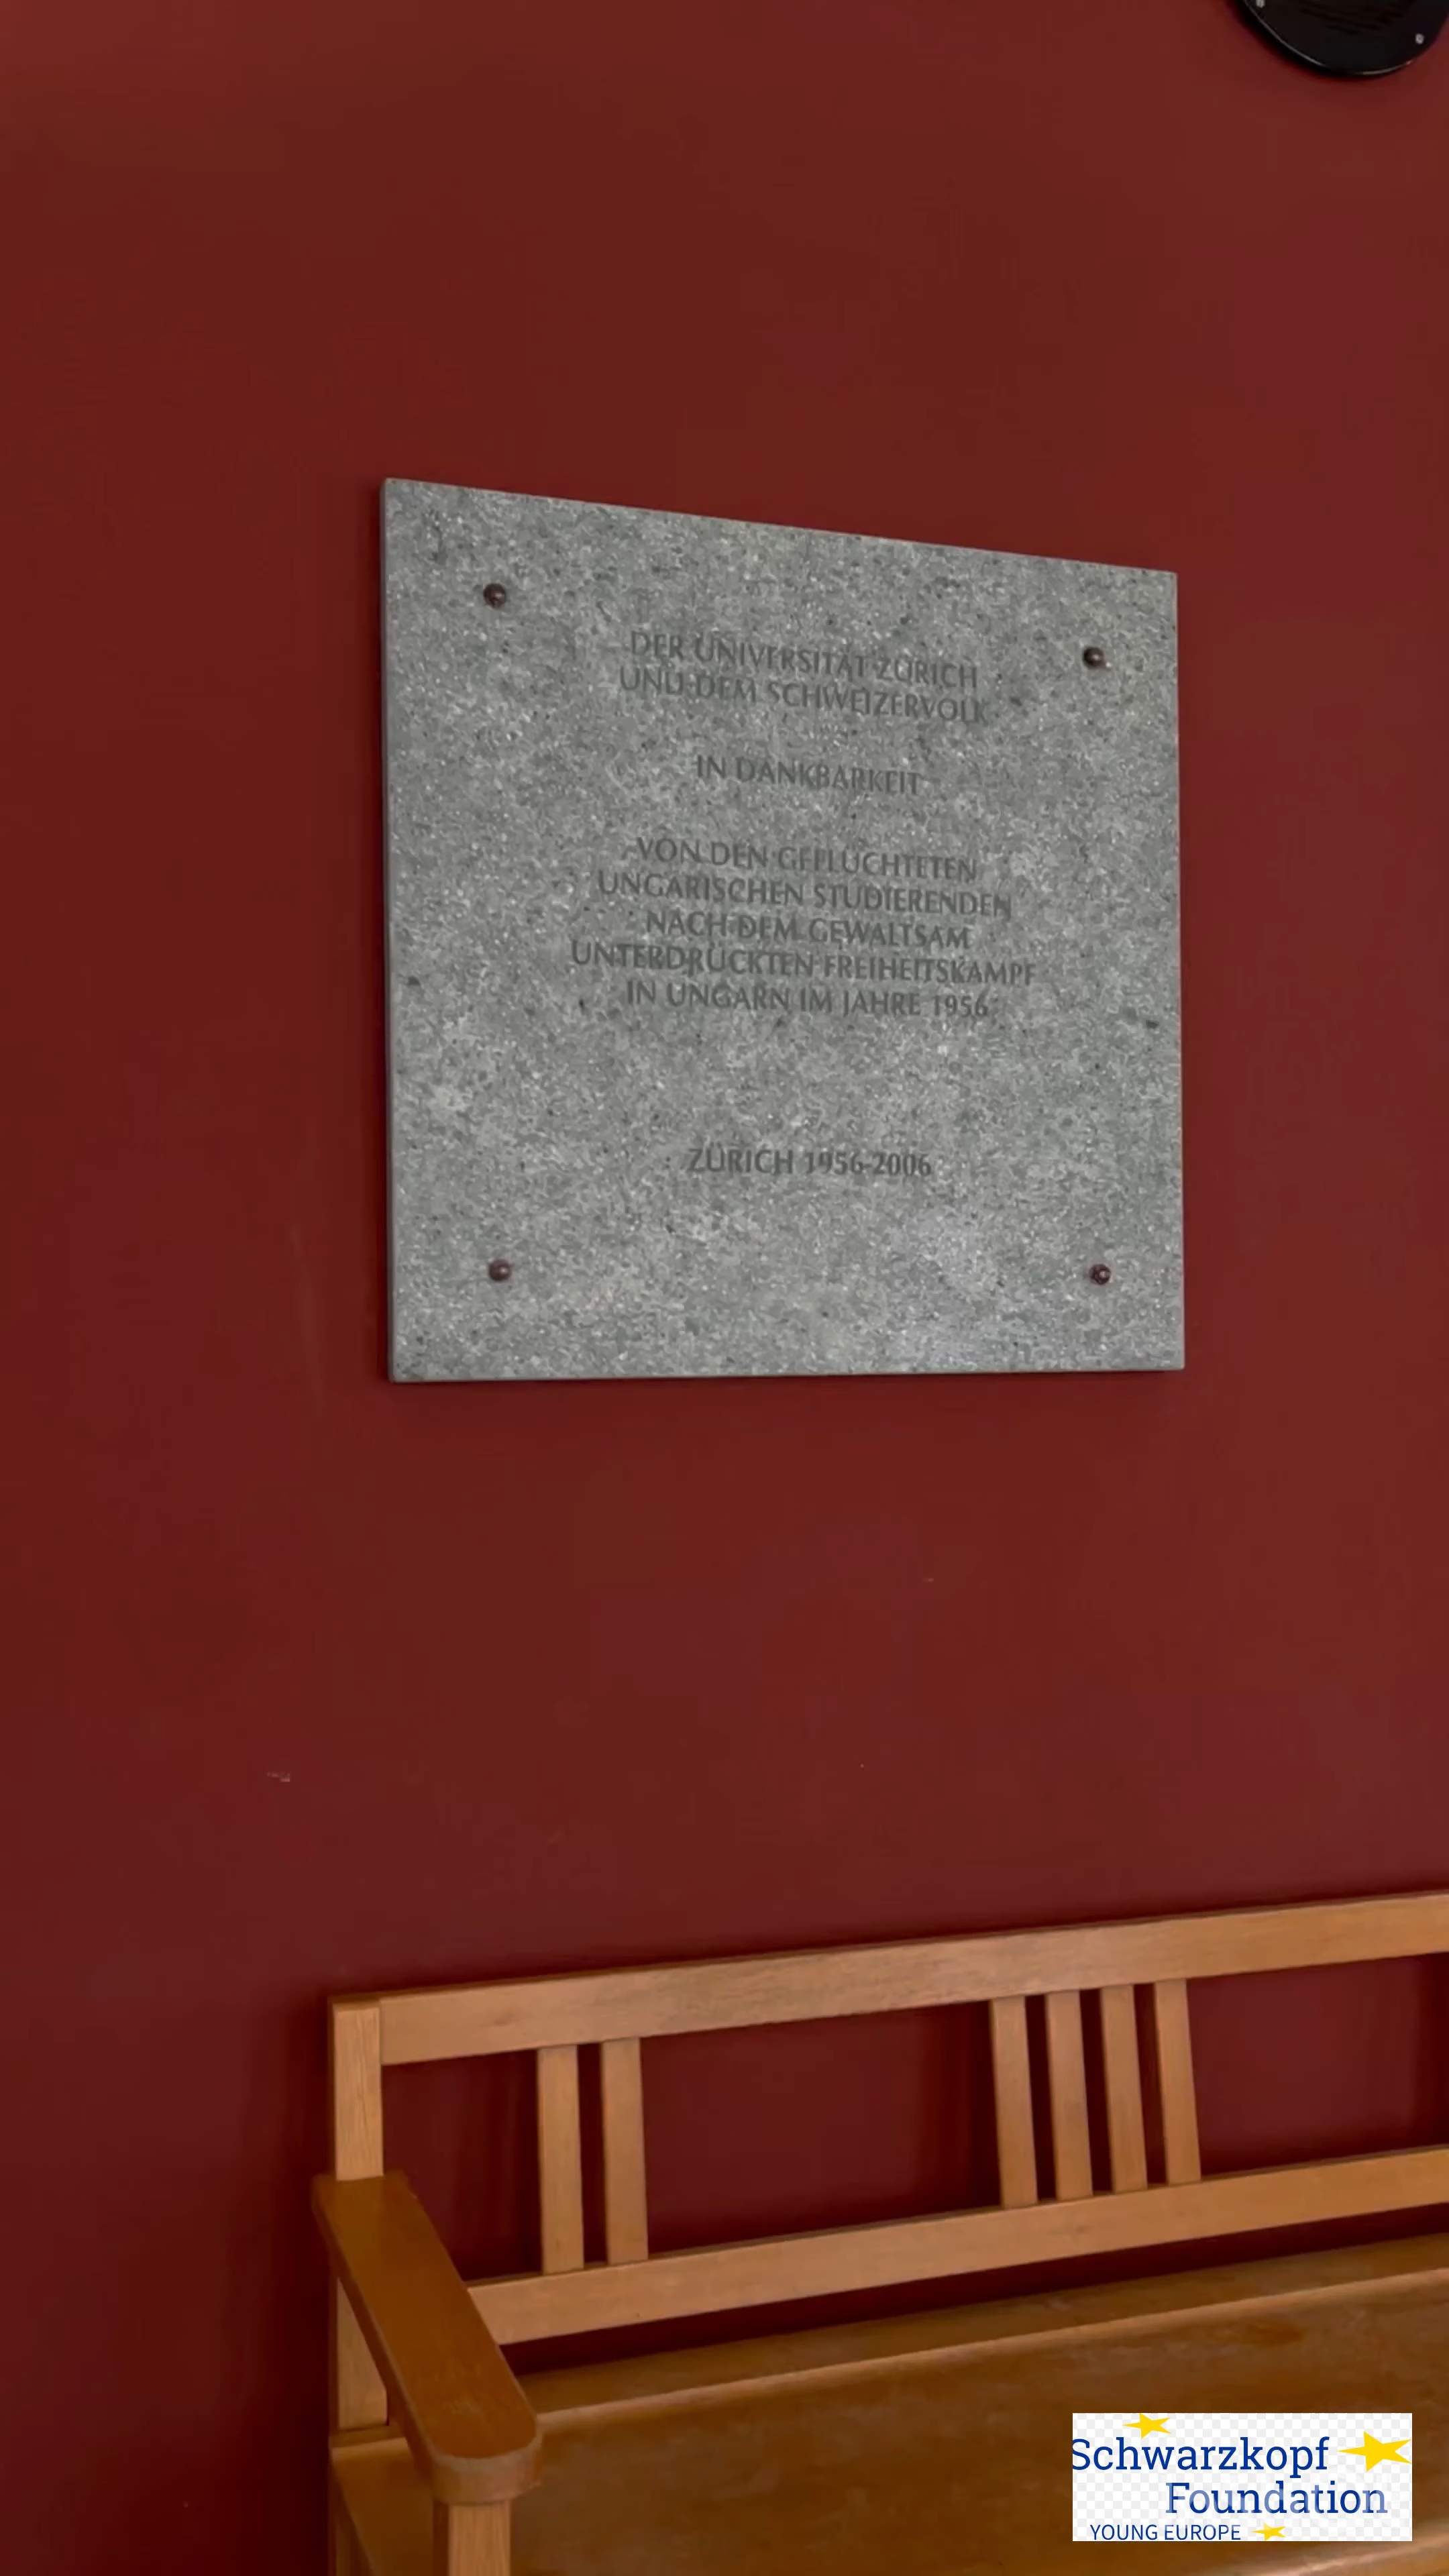 DER UNIVERSITÄT ZÜRICH
UND DEM SCHWEIZERVOLK
IN DANKBARKEIT
VON DEN GEFLÜCHTETEN
UNGARISCHEN STUDIERENDEN
NACH DEM GEWALTSAM
UNTERDRÜCKTEN FREIHEITSKAMPF
IN UNGARN IM JAHRE 1956
ZÜRICH 1956-2006
Schwarzkopf
Foundation
YOUNG EUROPE